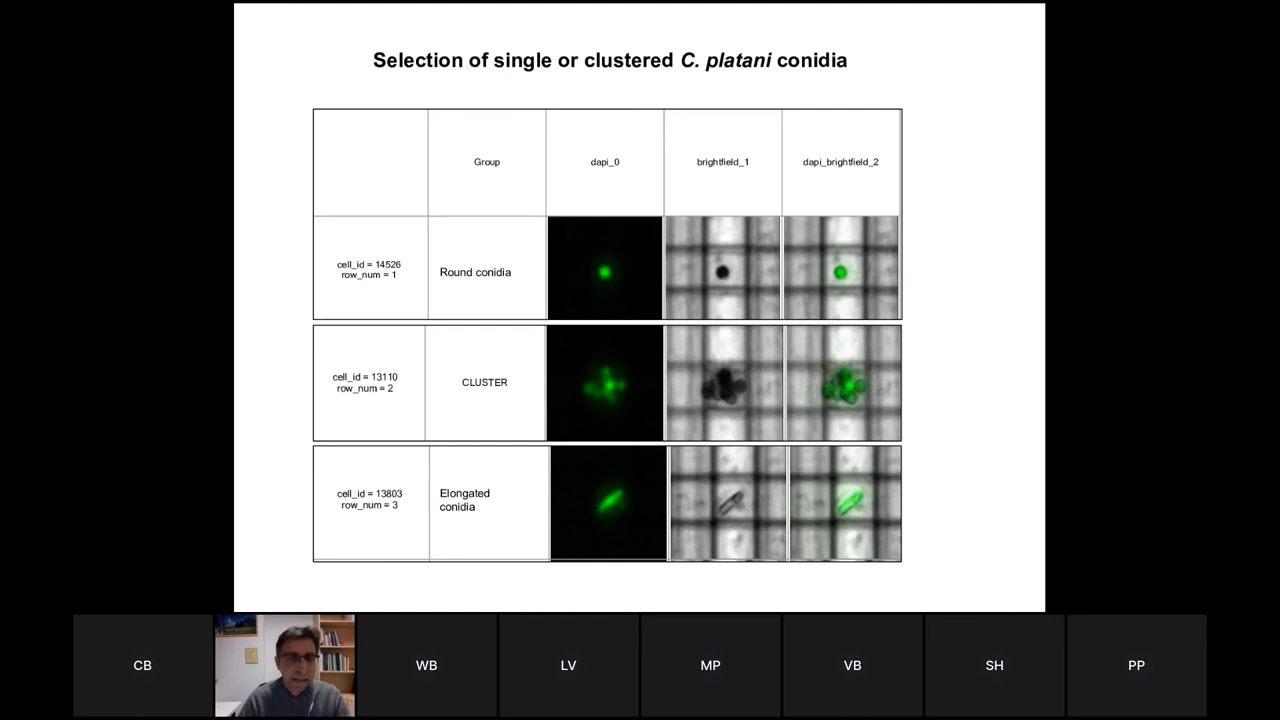 Selection of single or clustered C. platani conidia
Group
dapi_0
brightfield_1
dapi_brightfield_2
cell_id = 14526
row_num = 1
Round conidia
cell_id = 13110
row_num = 2
CLUSTER
cell_id = 13803
row_num = 3
Elongated
conidia
CB
WB
LV
MP
VB
SH
PP